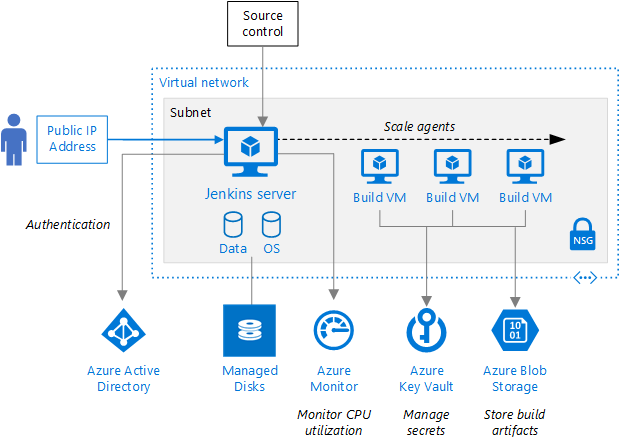 Source
control
Virtual network
Subnet
Public IP
Address
Scale agents
Jenkins server
Build VM
Build VM
Build VM
Authentication
Data
OS
NSG
10
01
Azure Active
Directory
Managed
Disks
Azure
Monitor
Azure
Key Vault
Azure Blob
Storage
Monitor CPU
utilization
Manage
secrets
Store build
artifacts